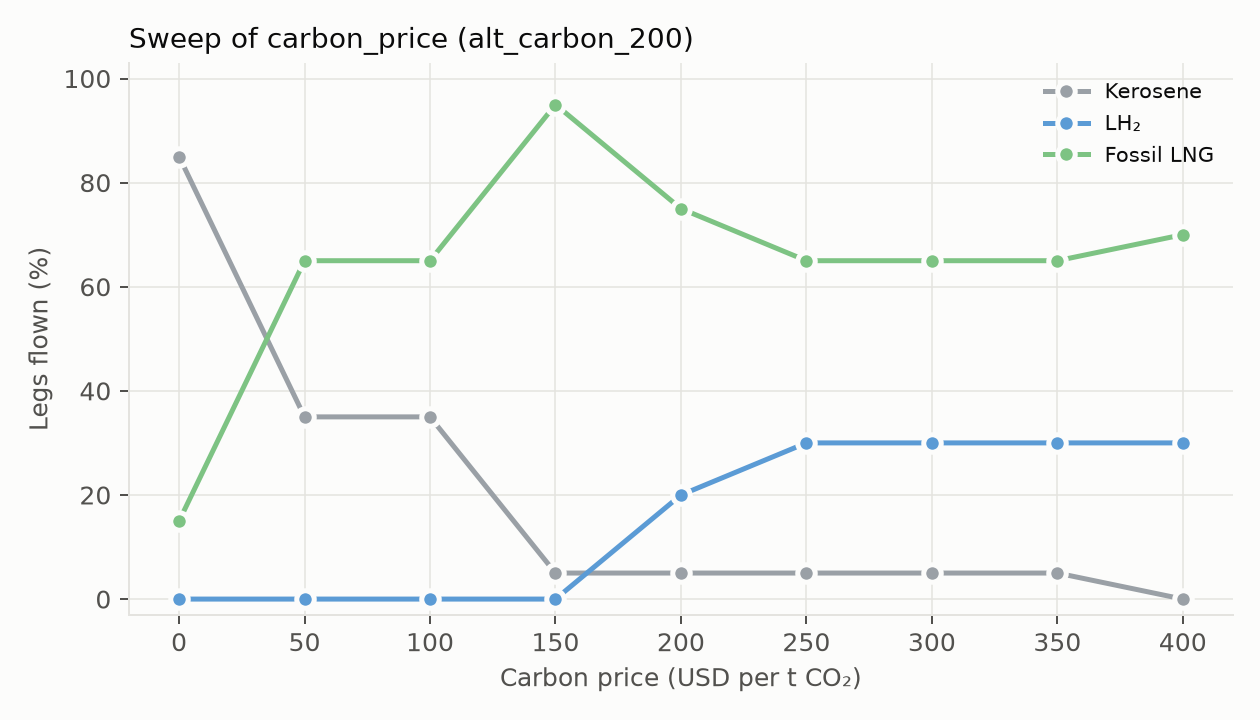 Sweep of carbon_price (alt_carbon_200)
Kerosene
LH₂
Fossil LNG
Legs flown (%)
100
80
60
40
20
0
0 50 100 150 200 250 300 350 400
Carbon price (USD per t CO₂)